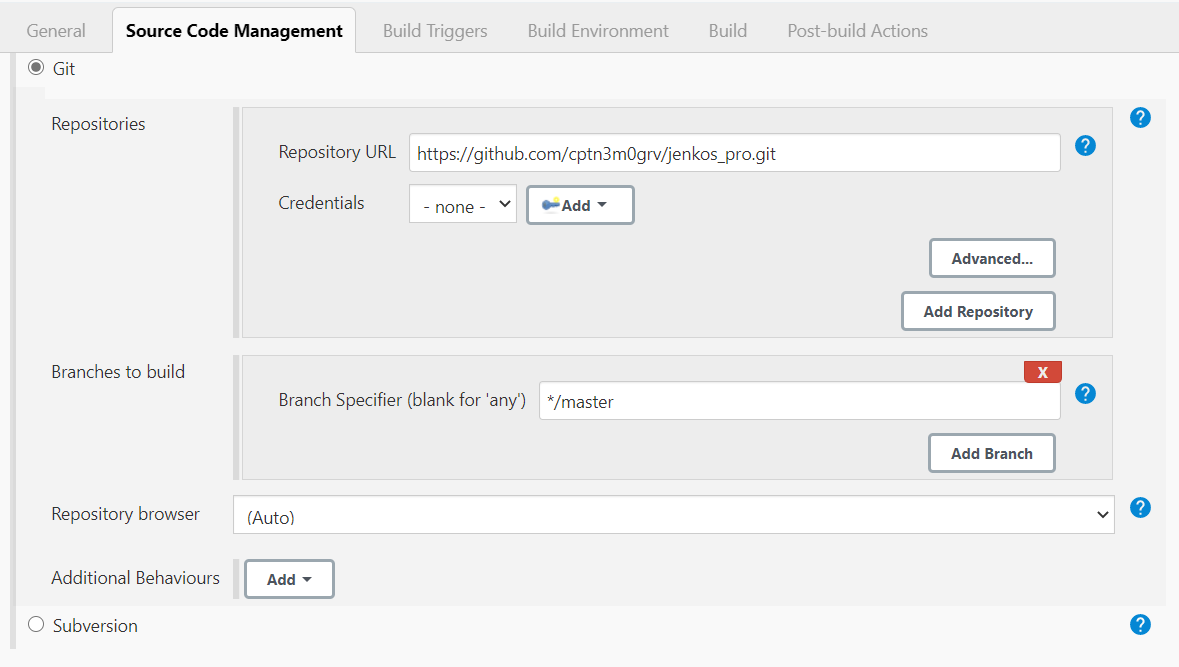 General Source Code Management Build Triggers Build Environment Build Post-build Actions
Git
Repositories
?
Repository URL https://github.com/cptn3m0grv/jenkos_pro.git ?
Credentials - none - Add
Advanced...
Add Repository
Branches to build
X
Branch Specifier (blank for 'any') */master ?
Add Branch
Repository browser (Auto) ?
Additional Behaviours Add
Subversion ?